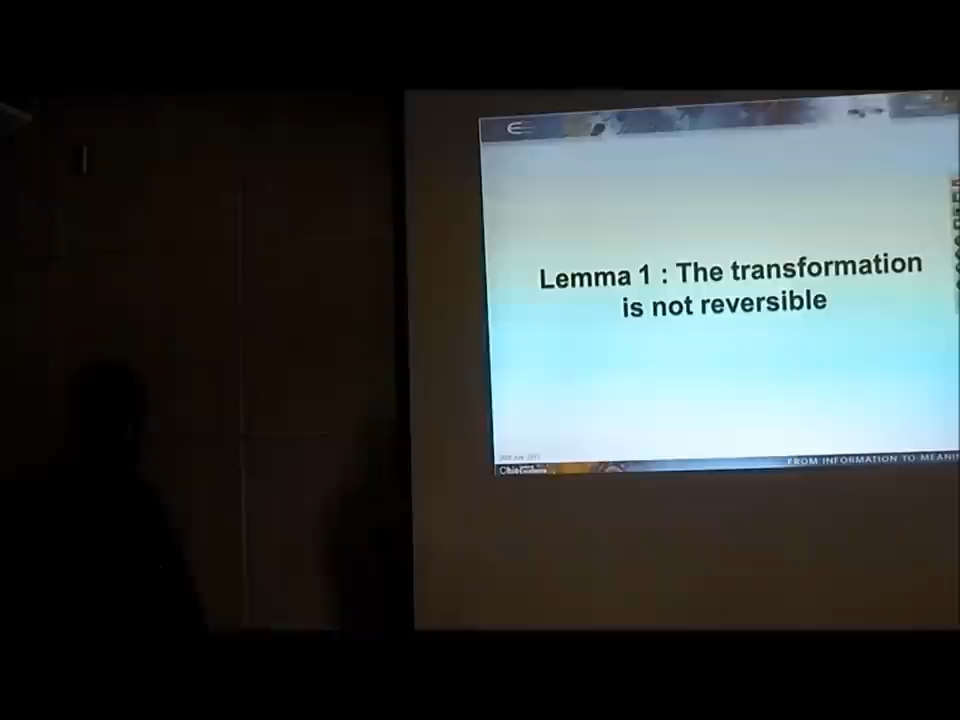 Lemma 1 : The transformation
is not reversible
FROM INFORMATION TO MEANI